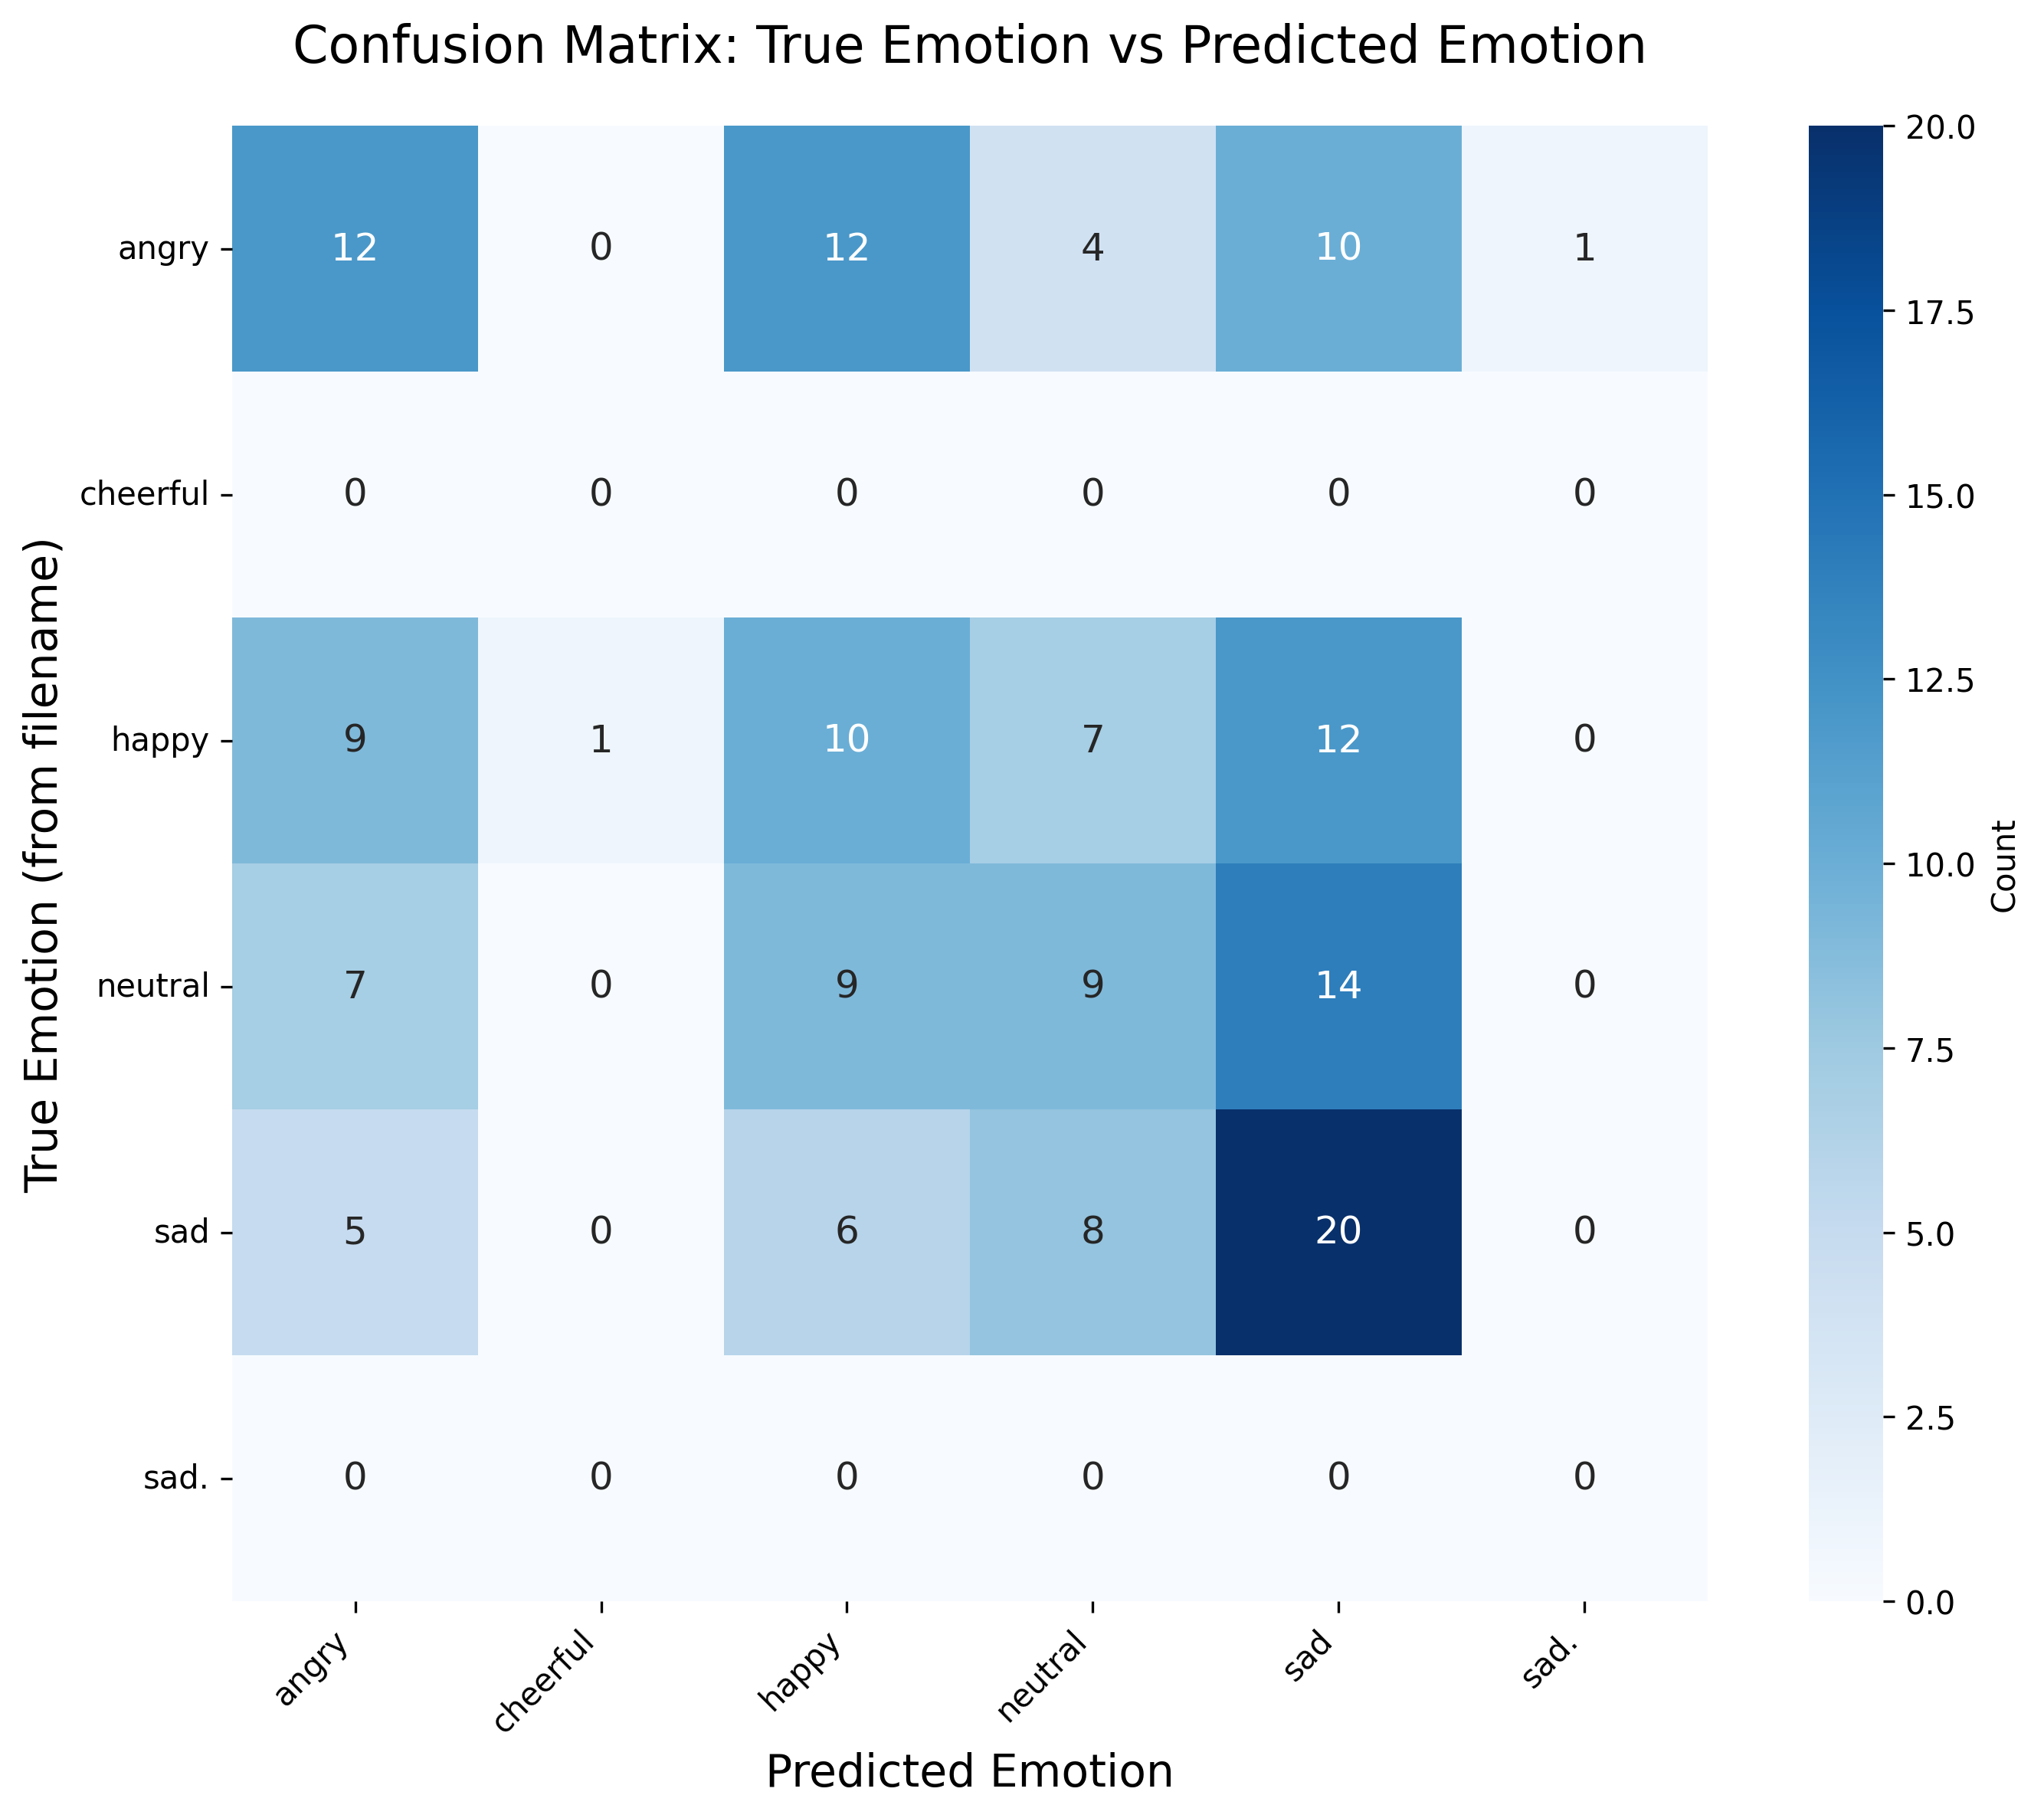 Confusion Matrix: True Emotion vs Predicted Emotion
True Emotion (from filename)
angry 12 0 12 4 10 1
cheerful 0 0 0 0 0 0
happy 9 1 10 7 12 0
neutral 7 0 9 9 14 0
sad 5 0 6 8 20 0
sad. 0 0 0 0 0 0
angry cheerful happy neutral sad sad.
Predicted Emotion
20.0
17.5
15.0
12.5
10.0
7.5
5.0
2.5
0.0
Count